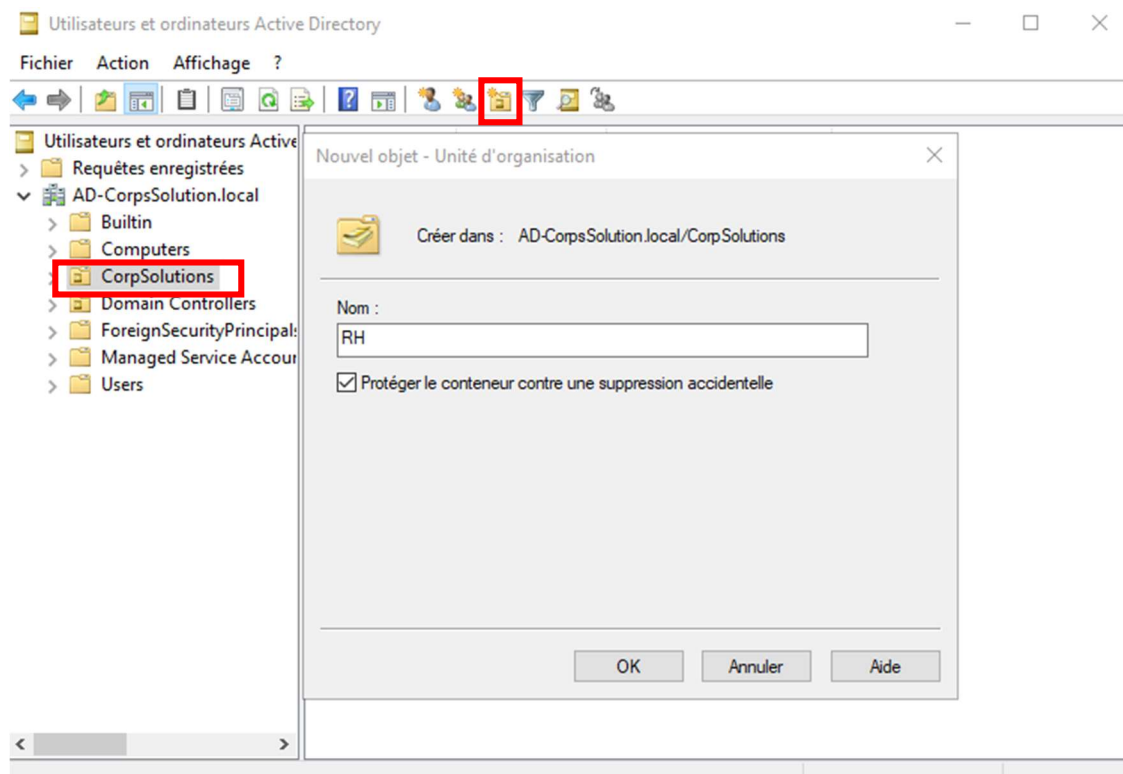 Utilisateurs et ordinateurs Active Directory
Fichier Action Affichage ?
Utilisateurs et ordinateurs Active
Requêtes enregistrées
AD-CorpsSolution.local
Builtin
Computers
CorpSolutions
Domain Controllers
ForeignSecurityPrincipals
Managed Service Accour
Users
Nouvel objet - Unité d'organisation
Créer dans : AD-CorpsSolution.local/CorpSolutions
Nom :
RH
Protéger le conteneur contre une suppression accidentelle
OK Annuler Aide